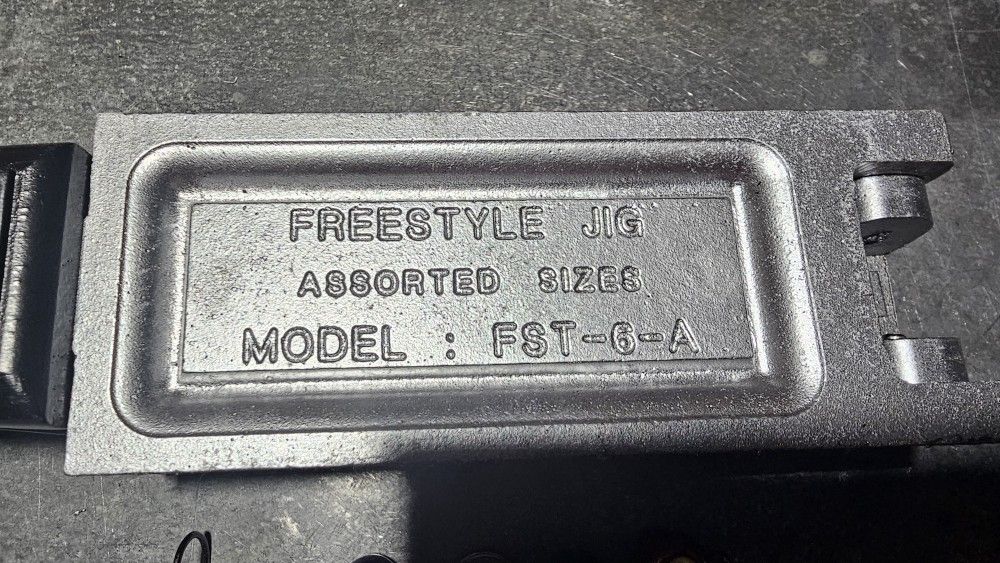 FREESTYLE JIG
ASSORTED SIZES
MODEL : FST-6-A